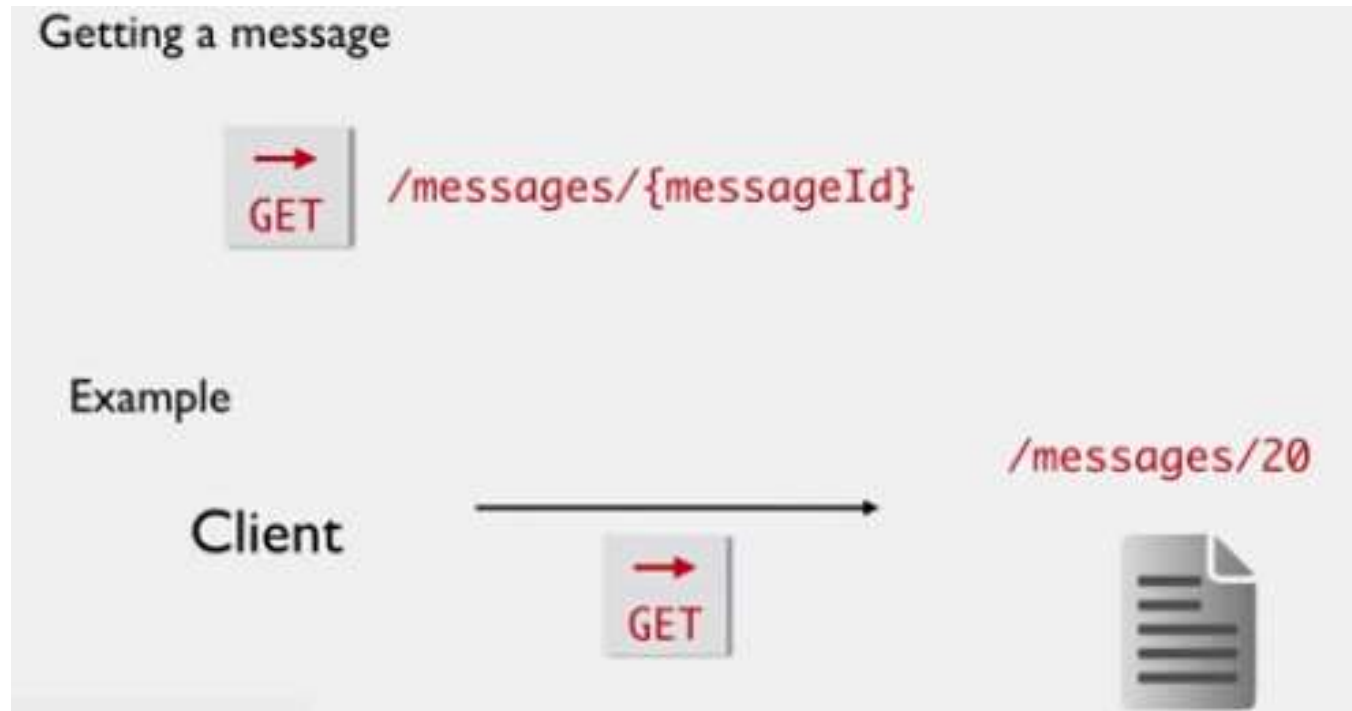 Getting a message
GET /messages/{messageId}
Example
/messages/20
Client
GET